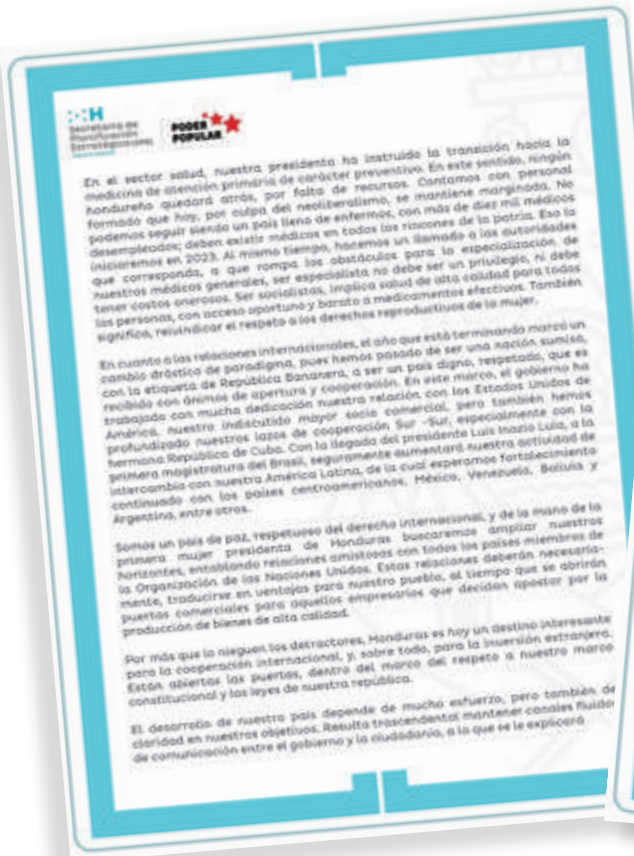 H
Secretaría de
Planificación
Estratégica
PODER
POPULAR
En el sector salud, nuestra presidenta ha instruido la transición hacia la
medicina de atención primaria de carácter preventivo. En este sentido, ningún
hondureño quedará atrás, por falta de recursos. Contamos con personal
formado que hoy, por culpa del neoliberalismo, se mantiene marginada. No
podemos seguir siendo un país lleno de enfermos, con más de diez mil médicos
desempleados; deben existir médicos en todos los rincones de la patria. Eso lo
iniciaremos en 2023. Al mismo tiempo, hacemos un llamado a las autoridades
que corresponda, a que rompa los obstáculos para la especialización de
nuestros médicos generales, ser especialista no debe ser un privilegio, ni debe
tener costos onerosos. Ser socialistas, implica salud de alta calidad para todas
las personas, con acceso oportuno y barato a medicamentos efectivos. También
significa, reivindicar el respeto a los derechos reproductivos de la mujer.
En cuanto a las relaciones internacionales, el año que está terminando marcó un
cambio drástico de paradigma, pues hemos pasado de ser una nación sumisa,
con la etiqueta de República Bananera, a ser un país digno, respetado, que es
recibido con ánimos de apertura y cooperación. En este marco, el gobierno ha
trabajado con mucha dedicación nuestra relación con los Estados Unidos de
América, nuestro indiscutido mayor socio comercial, pero también hemos
profundizado nuestros lazos de cooperación Sur -Sur, especialmente con la
hermana República de Cuba. Con la llegada del presidente Luis Inazio Lula, a la
primera magistratura del Brasil, seguramente aumentará nuestra actividad de
intercambio con nuestra América Latina, de la cual esperamos fortalecimiento
continuado con los países centroamericanos, México, Venezuela, Bolivia y
Argentina, entre otros.
Somos un país de paz, respetuoso del derecho internacional, y de la mano de la
primera mujer presidenta de Honduras buscaremos ampliar nuestros
horizontes, entablando relaciones amistosas con todos los países miembros de
la Organización de las Naciones Unidas. Estas relaciones deberán necesaria-
mente, traducirse en ventajas para nuestro pueblo, al tiempo que se abrirán
puertas comerciales para aquellos empresarios que decidan apostar por la
producción de bienes de alta calidad.
Por más que lo nieguen los detractores, Honduras es hoy un destino interesante
para la cooperación internacional, y, sobre todo, para la inversión extranjera.
Están abiertas las puertas, dentro del marco del respeto a nuestro marco
constitucional y las leyes de nuestra república.
El desarrollo de nuestro país depende de mucho esfuerzo, pero también de
claridad en nuestros objetivos. Resulta trascendental mantener canales fluidos
de comunicación entre el gobierno y la ciudadanía, a la que se le explicará